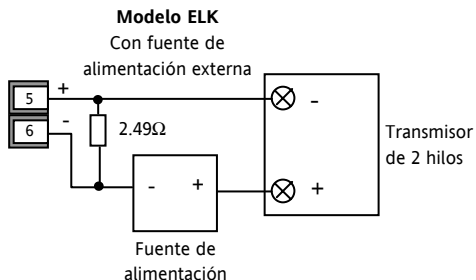 Modelo ELK
Con fuente de
alimentación externa
5
+
-
6
2.49Ω
-
+
-
+
Transmisor
de 2 hilos
Fuente de
alimentación